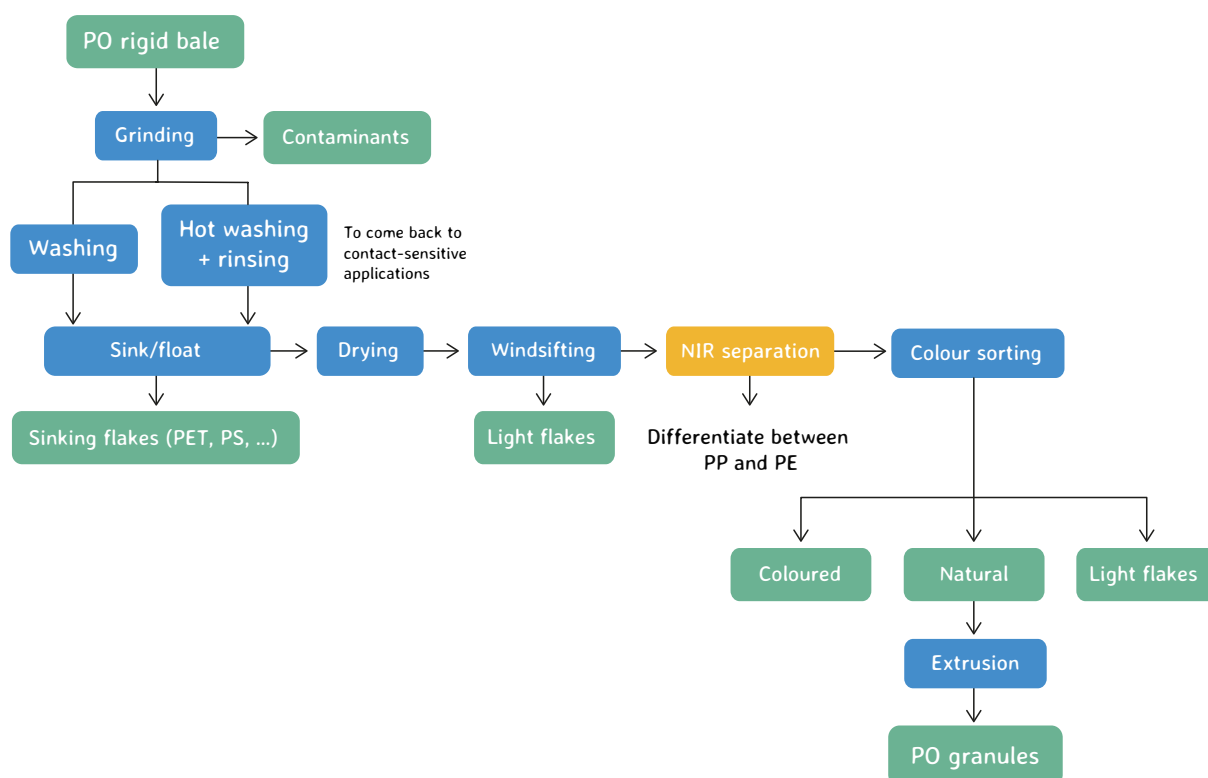 PO rigid bale
Grinding
Contaminants
Washing
Hot washing
+ rinsing
To come back to
contact-sensitive
applications
Sink/float
Drying
Windsifting
NIR separation
Colour sorting
Sinking flakes (PET, PS, ...)
Light flakes
Differentiate between
PP and PE
Coloured
Natural
Light flakes
Extrusion
PO granules